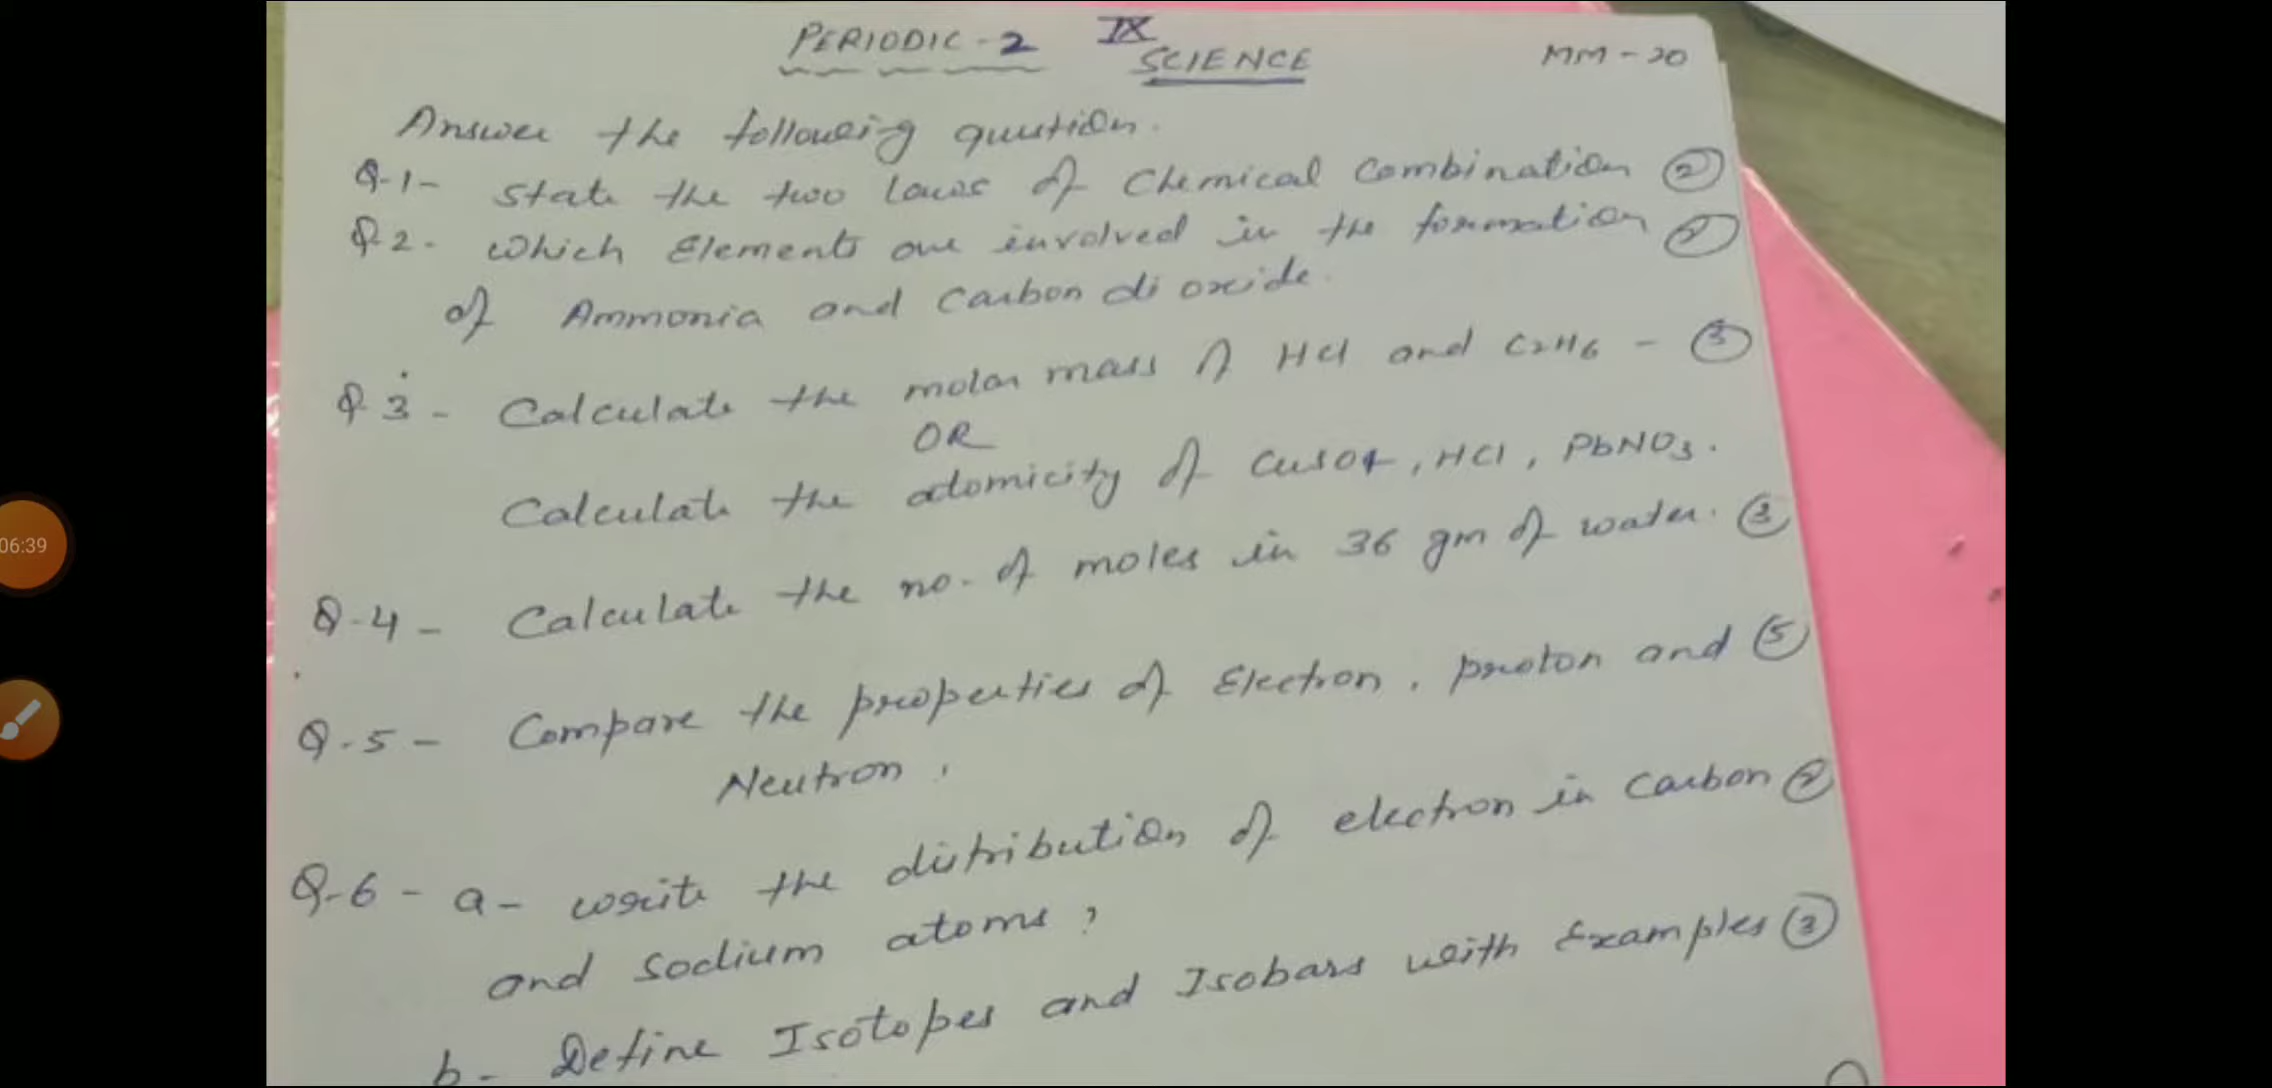 PERIODIC-2 IX SCIENCE MM-20
Answer the following question.
Q-1- State the two laws of Chemical Combination (2)
Q.2- Which Elements are involved in the formation (2)
of Ammonia and Carbon di oxide.
Q.3- Calculate the molar mass of HCl and C2H6 - (3)
OR
Calculate the atomicity of CuSO4, HCl, PbNO3.
Q-4- Calculate the no. of moles in 36 gm of water. (3)
Q-5- Compare the properties of Electron, proton and (5)
Neutron.
Q-6- a- write the distribution of electron in Carbon (2)
and Sodium atoms?
b- Define Isotopes and Isobars with Examples (3)
06:39